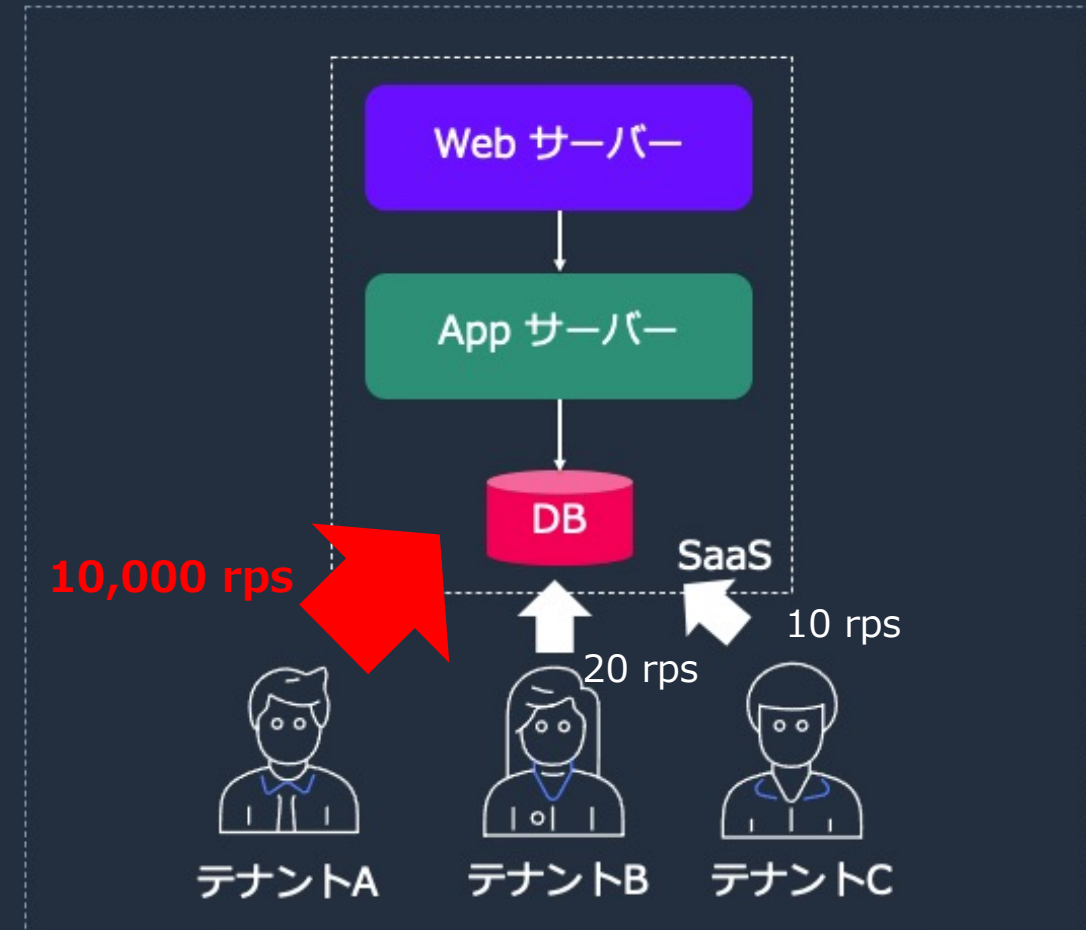 Web サーバー
App サーバー
DB
SaaS
10,000 rps
20 rps
10 rps
テナントA
テナントB
テナントC